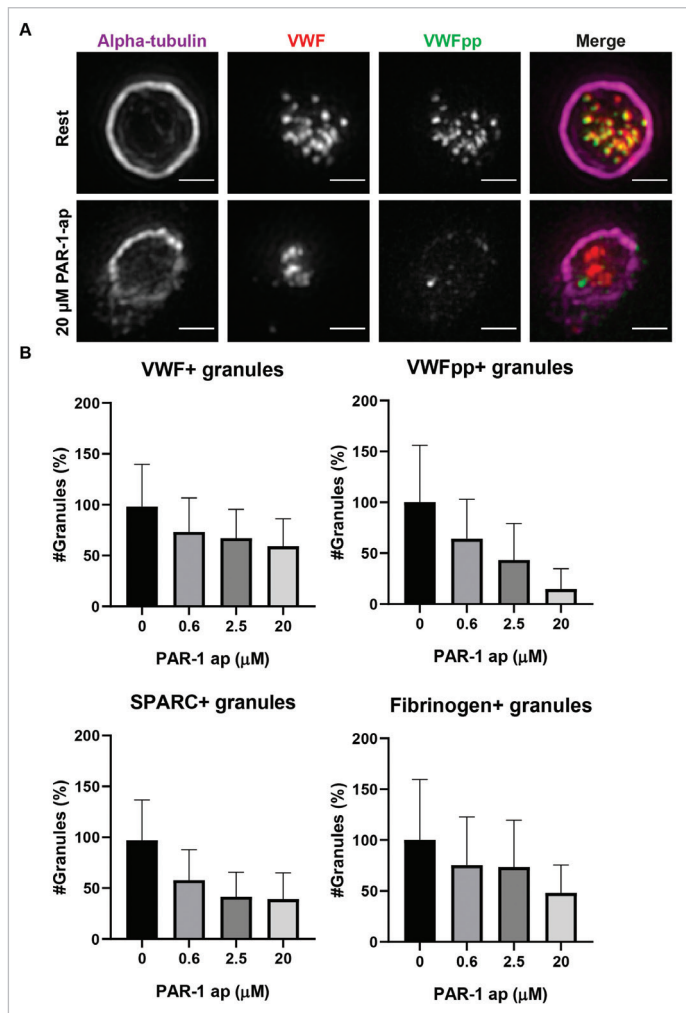 A
Alpha-tubulin VWF VWFpp Merge
Rest
20 µM PAR-1-ap
B
VWF+ granules
#Granules (%)
200
150
100
50
0
0 0.6 2.5 20
PAR-1 ap (µM)
VWFpp+ granules
#Granules (%)
200
150
100
50
0
0 0.6 2.5 20
PAR-1 ap (µM)
SPARC+ granules
#Granules (%)
200
150
100
50
0
0 0.6 2.5 20
PAR-1 ap (µM)
Fibrinogen+ granules
#Granules (%)
200
150
100
50
0
0 0.6 2.5 20
PAR-1 ap (µM)